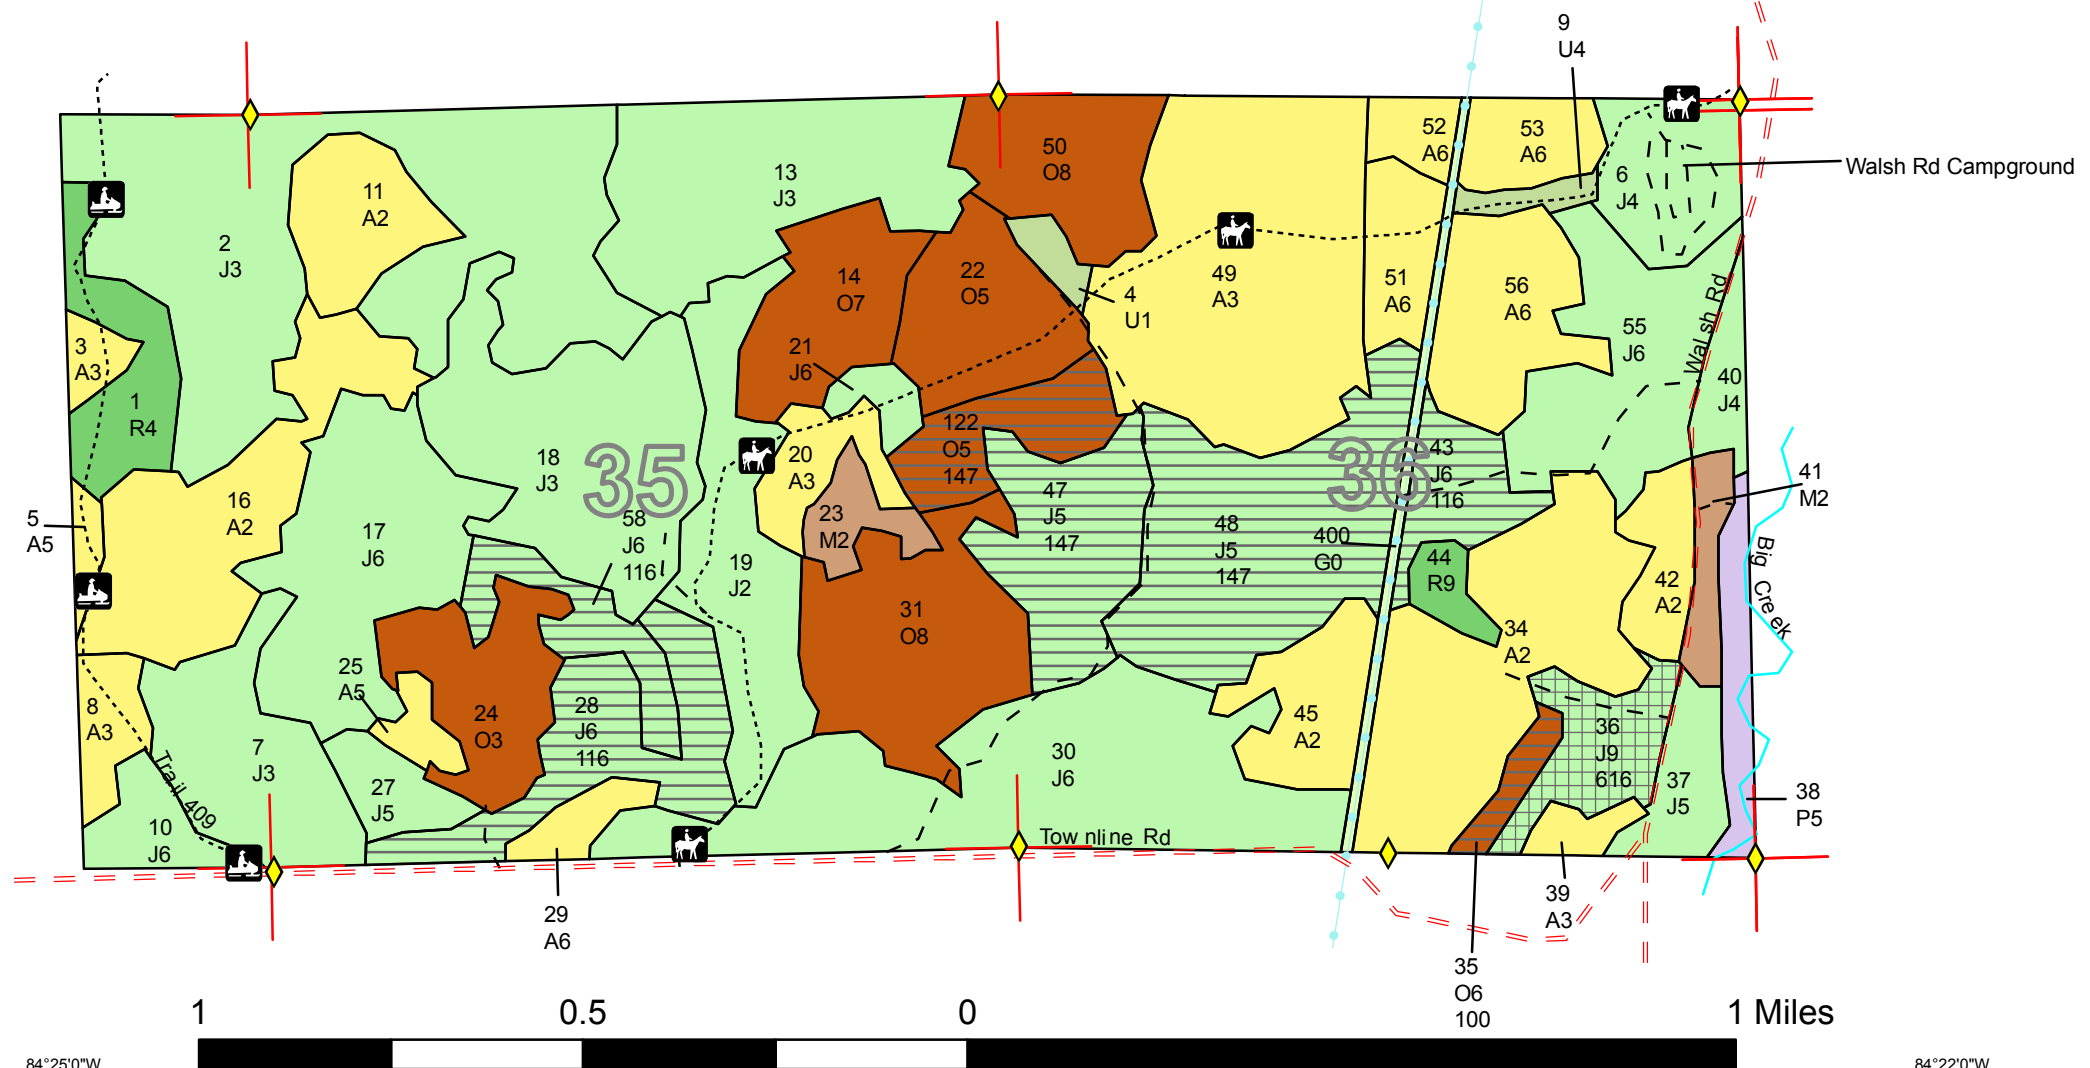 9
U4
52
A6
53
A6
50
O8
13
J3
6
J4
Walsh Rd Campground
11
A2
2
J3
14
O7
22
O5
4
U1
49
A3
51
A6
56
A6
55
J6
Walsh Rd
3
A3
21
J6
40
J4
1
R4
122
O5
147
18
J3
35
20
A3
36
43
J6
116
41
M2
16
A2
5
A5
17
J6
58
J6
116
23
M2
47
J5
147
48
J5
147
400
G0
44
R9
42
A2
Big Creek
19
J2
31
O8
34
A2
25
A5
8
A3
24
O3
28
J6
116
45
A2
36
J9
616
7
J3
30
J6
37
J5
38
P5
27
J5
Trail 409
10
J6
Townline Rd
29
A6
39
A3
35
O6
100
1 0.5 0 1 Miles
84°25'0"W 84°22'0"W